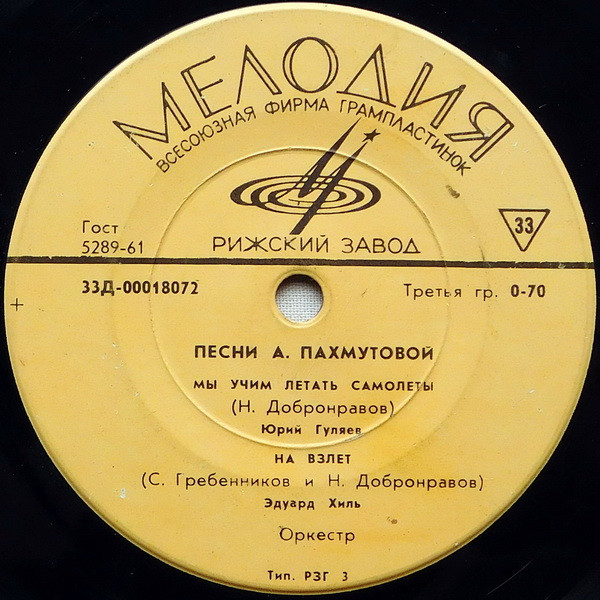 МЕЛОДИЯ
ВСЕСОЮЗНАЯ ФИРМА ГРАМПЛАСТИНОК
РИЖСКИЙ ЗАВОД
Гост
5289-61
33
33Д-00018072
Третья гр. 0-70
ПЕСНИ А. ПАХМУТОВОЙ
МЫ УЧИМ ЛЕТАТЬ САМОЛЕТЫ
(Н. Добронравов)
Юрий Гуляев
НА ВЗЛЕТ
(С. Гребенников и Н. Добронравов)
Эдуард Хиль
Оркестр
Тип. РЗГ 3